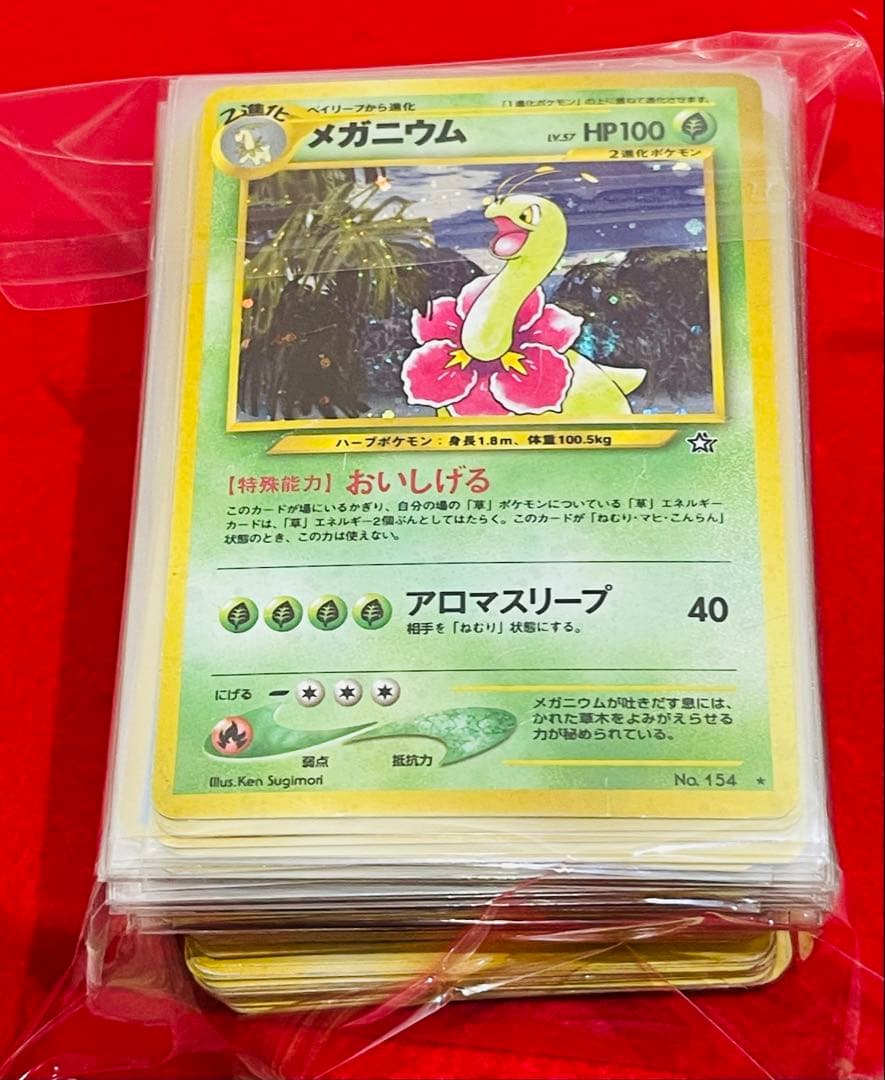 2進化
ベイリーフから進化
「1進化ポケモン」の上に重ねて進化させます。
メガニウム
LV.57 HP100
2進化ポケモン
ハーブポケモン:身長1.8m、体重100.5kg
【特殊能力】おいしげる
このカードが場にいるかぎり、自分の場の「草」ポケモンについている「草」エネルギー
カードは、「草」エネルギー2個ぶんとしてはたらく。このカードが「ねむり・マヒ・こんらん」
状態のとき、この力は使えない。
アロマスリープ 40
相手を「ねむり」状態にする。
にげる
メガニウムが吐きだす息には、
かれた草木をよみがえらせる
力が秘められている。
弱点
抵抗力
Illus.Ken Sugimori
No. 154 ★